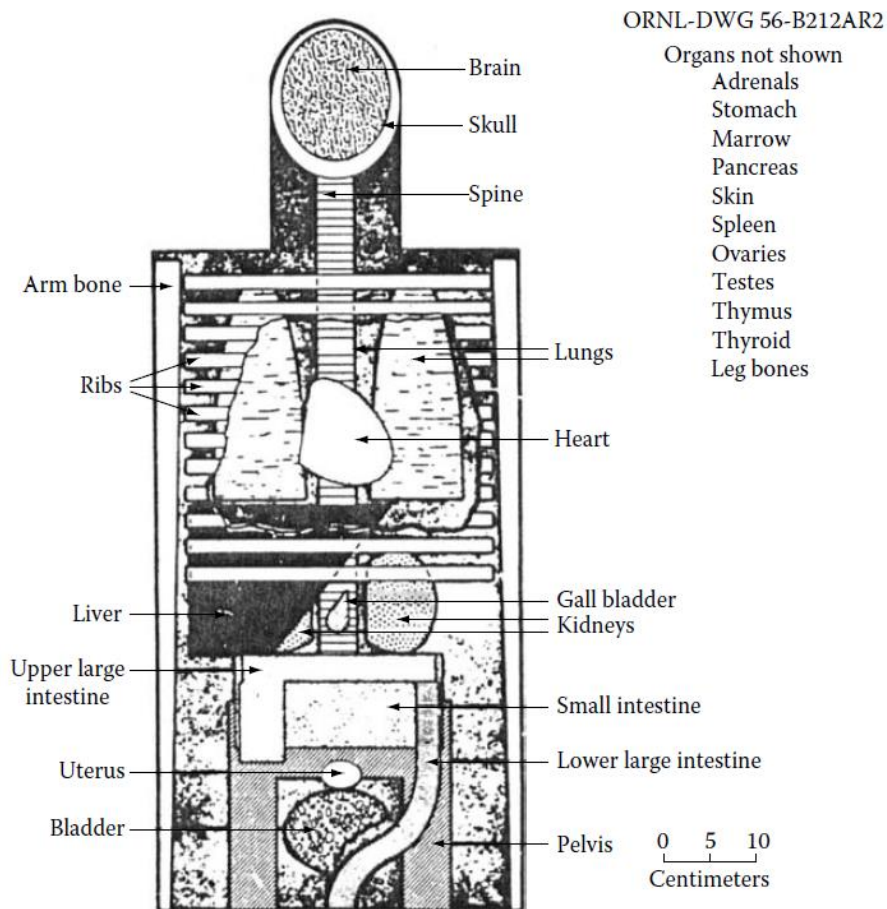 ORNL-DWG 56-B212AR2
Organs not shown
Adrenals
Stomach
Marrow
Pancreas
Skin
Spleen
Ovaries
Testes
Thymus
Thyroid
Leg bones
Brain
Skull
Spine
Arm bone
Lungs
Ribs
Heart
Gall bladder
Liver
Kidneys
Upper large
intestine
Small intestine
Lower large intestine
Uterus
Bladder
Pelvis
0 5 10
Centimeters